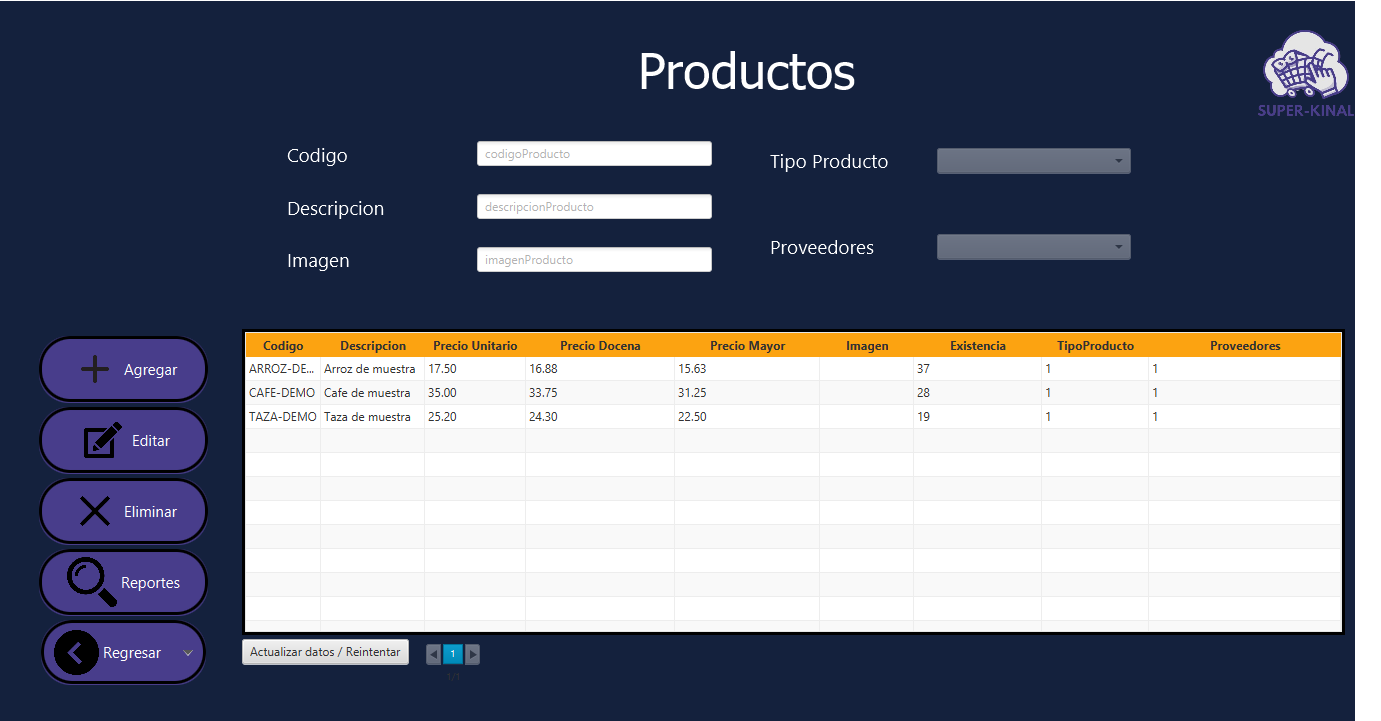 Productos
SUPER-KINAL
Codigo
codigoProducto
Tipo Producto
Descripcion
descripcionProducto
Proveedores
Imagen
imagenProducto
Agregar
Editar
Eliminar
Reportes
Regresar
Codigo Descripcion Precio Unitario Precio Docena Precio Mayor Imagen Existencia TipoProducto Proveedores
ARROZ-DE... Arroz de muestra 17.50 16.88 15.63 37 1 1
CAFE-DEMO Cafe de muestra 35.00 33.75 31.25 28 1 1
TAZA-DEMO Taza de muestra 25.20 24.30 22.50 19 1 1
Actualizar datos / Reintentar
1
1/1